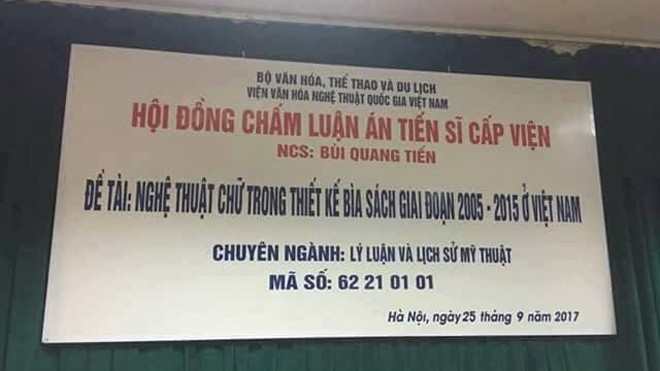 BỘ VĂN HÓA, THỂ THAO VÀ DU LỊCH
VIỆN VĂN HÓA NGHỆ THUẬT QUỐC GIA VIỆT NAM
HỘI ĐỒNG CHẤM LUẬN ÁN TIẾN SĨ CẤP VIỆN
NCS: BÙI QUANG TIẾN
ĐỀ TÀI: NGHỆ THUẬT CHỮ TRONG THIẾT KẾ BÌA SÁCH GIAI ĐOẠN 2005 - 2015 Ở VIỆT NAM
CHUYÊN NGÀNH: LÝ LUẬN VÀ LỊCH SỬ MỸ THUẬT
MÃ SỐ: 62 21 01 01
Hà Nội, ngày 25 tháng 9 năm 2017